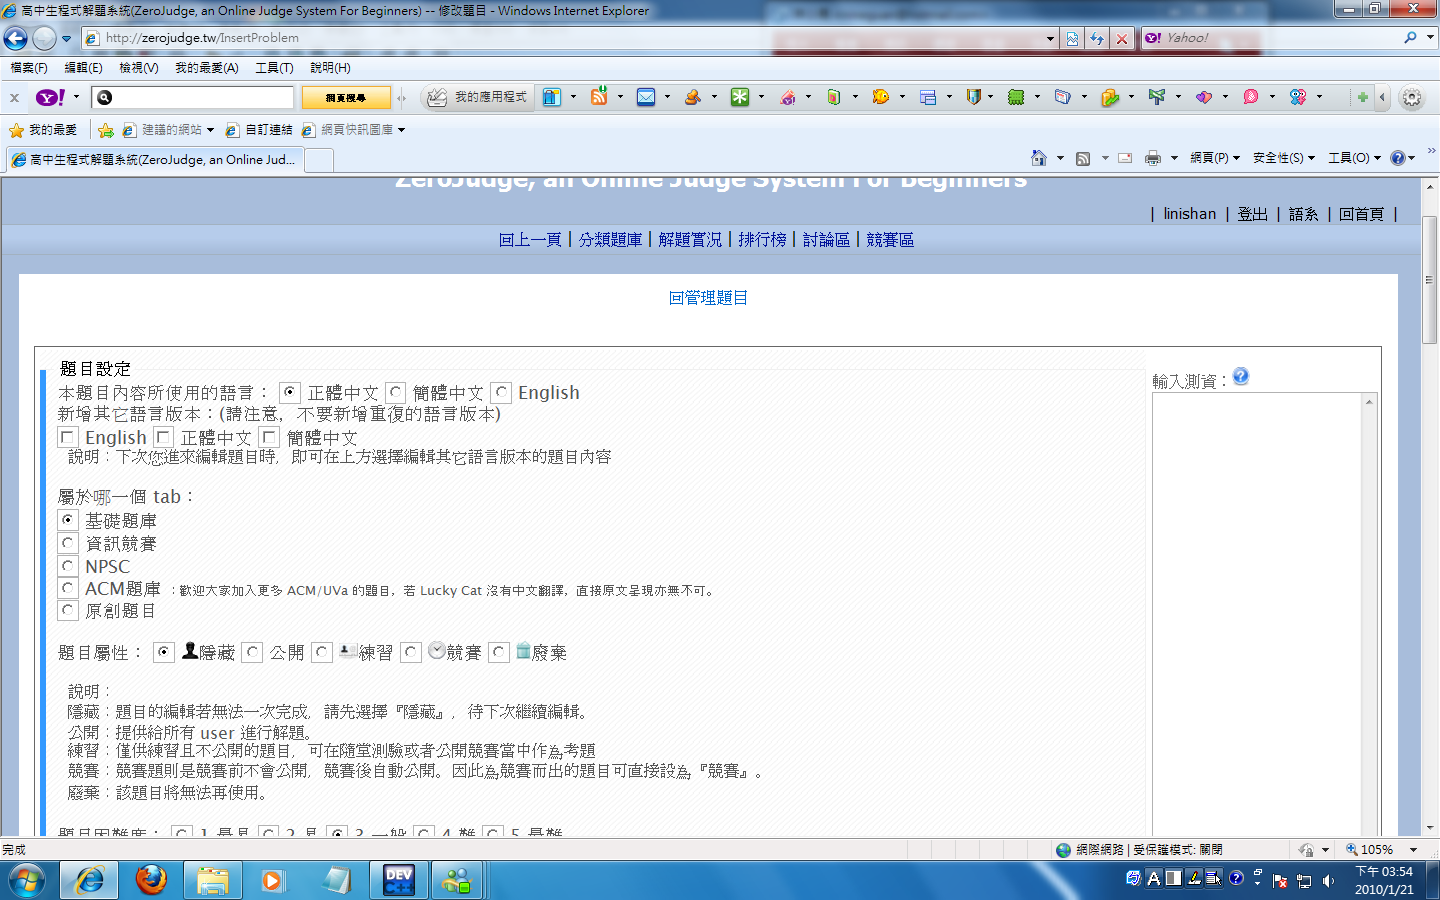 高中生程式解題系統(ZeroJudge, an Online Judge System For Beginners) -- 修改題目 - Windows Internet Explorer
http://zerojudge.tw/InsertProblem
Yahoo!
檔案(F) 編輯(E) 檢視(V) 我的最愛(A) 工具(T) 說明(H)
x Y! 網頁搜尋 我的應用程式
我的最愛 建議的網站 自訂連結 網頁快訊圖庫
高中生程式解題系統(ZeroJudge, an Online Jud...
網頁(P) 安全性(S) 工具(O)
ZeroJudge, an Online Judge System For Beginners
| linishan | 登出 | 語系 | 回首頁 |
回上一頁 | 分類題庫 | 解題實況 | 排行榜 | 討論區 | 競賽區
回管理題目
題目設定
本題目內容所使用的語言： 正體中文 簡體中文 English
新增其它語言版本：(請注意，不要新增重復的語言版本)
English 正體中文 簡體中文
說明：下次您進來編輯題目時，即可在上方選擇編輯其它語言版本的題目內容
屬於哪一個 tab：
基礎題庫
資訊競賽
NPSC
ACM題庫 ：歡迎大家加入更多 ACM/UVa 的題目，若 Lucky Cat 沒有中文翻譯，直接原文呈現亦無不可。
原創題目
題目屬性： 隱藏 公開 練習 競賽 廢棄
說明：
隱藏：題目的編輯若無法一次完成，請先選擇『隱藏』，待下次繼續編輯。
公開：提供給所有 user 進行解題。
練習：僅供練習且不公開的題目，可在隨堂測驗或者公開競賽當中作為考題
競賽：競賽題則是競賽前不會公開，競賽後自動公開。因此為競賽而出的題目可直接設為『競賽』。
廢棄：該題目將無法再使用。
題目困難度： 1 最易 2 易 3 一般 4 難 5 最難
輸入測資：
完成
網際網路 | 受保護模式: 關閉
105%
DEV C++
A
下午 03:54
2010/1/21